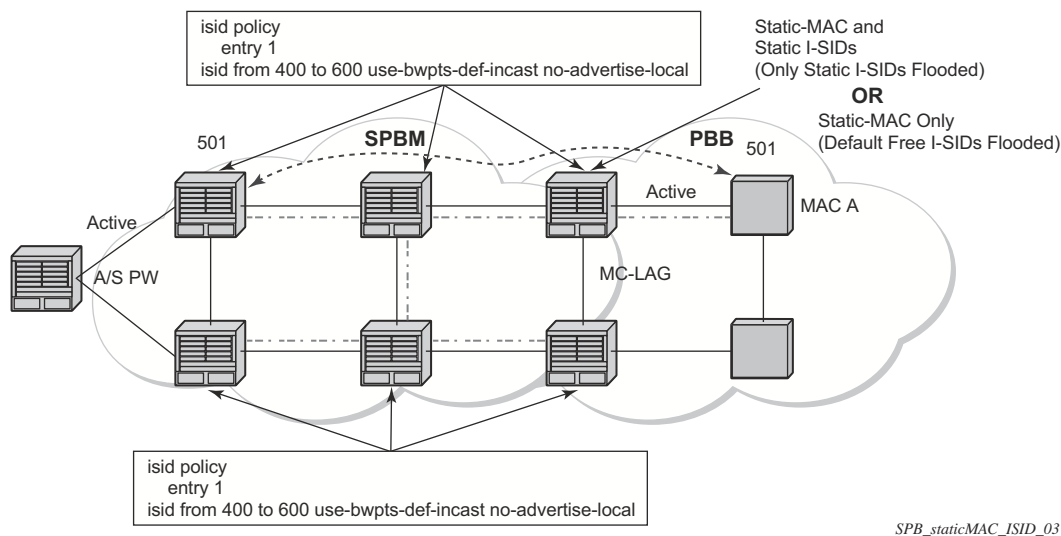 isid policy
entry 1
isid from 400 to 600 use-bwpts-def-incast no-advertise-local
Static-MAC and
Static I-SIDs
(Only Static I-SIDs Flooded)
OR
Static-MAC Only
(Default Free I-SIDs Flooded)
501
SPBM
PBB
501
Active
Active
MAC A
A/S PW
MC-LAG
isid policy
entry 1
isid from 400 to 600 use-bwpts-def-incast no-advertise-local
SPB_staticMAC_ISID_03